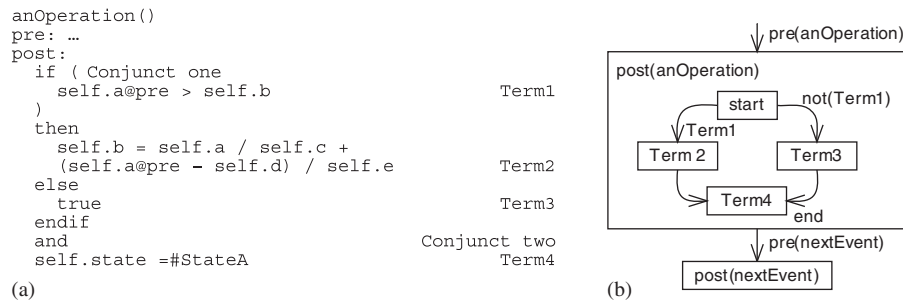 anOperation()
pre: …
post:
if ( Conjunct one
self.a@pre > self.b Term1
)
then
self.b = self.a / self.c +
(self.a@pre – self.d) / self.e Term2
else
true Term3
endif
and Conjunct two
self.state =#StateA Term4
(a)
pre(anOperation)
post(anOperation)
start
not(Term1)
Term1
Term 2
Term3
Term4
end
pre(nextEvent)
post(nextEvent)
(b)